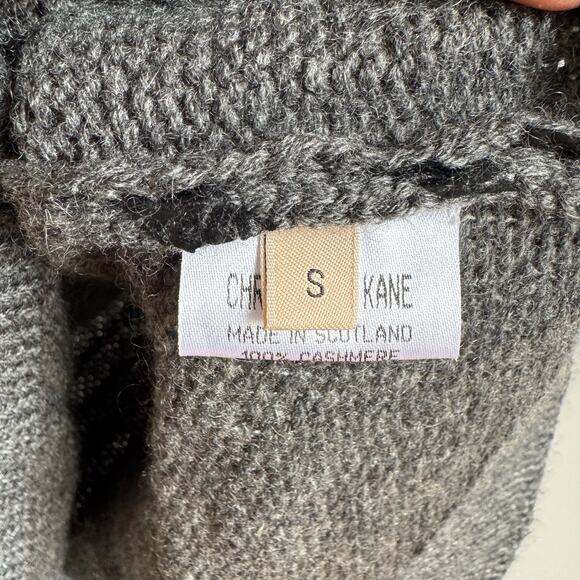 S
CHR KANE
MADE IN SCOTLAND
100% CASHMERE